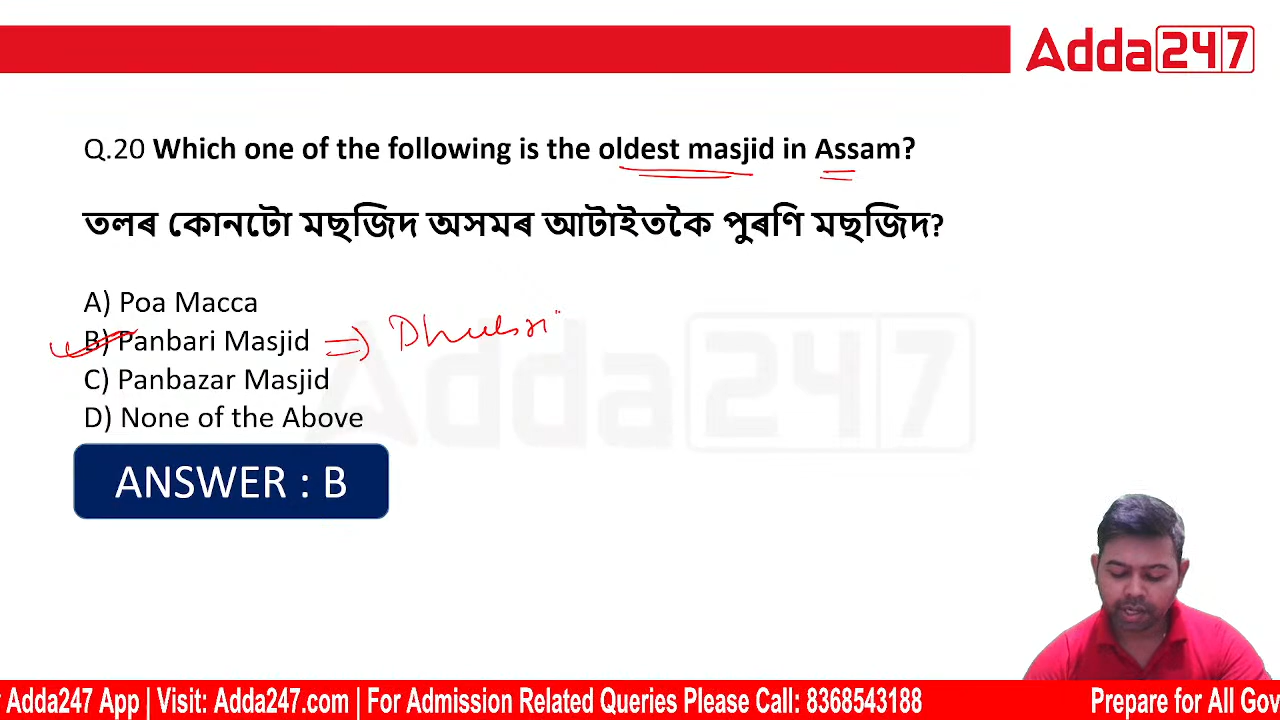 Adda247
Q.20 Which one of the following is the oldest masjid in Assam?
তলৰ কোনটো মছজিদ অসমৰ আটাইতকৈ পুৰণি মছজিদ?
A) Poa Macca
B) Panbari Masjid => Dhubri
C) Panbazar Masjid
D) None of the Above
Adda247
ANSWER : B
Adda247 App | Visit: Adda247.com | For Admission Related Queries Please Call: 8368543188 Prepare for All Gov